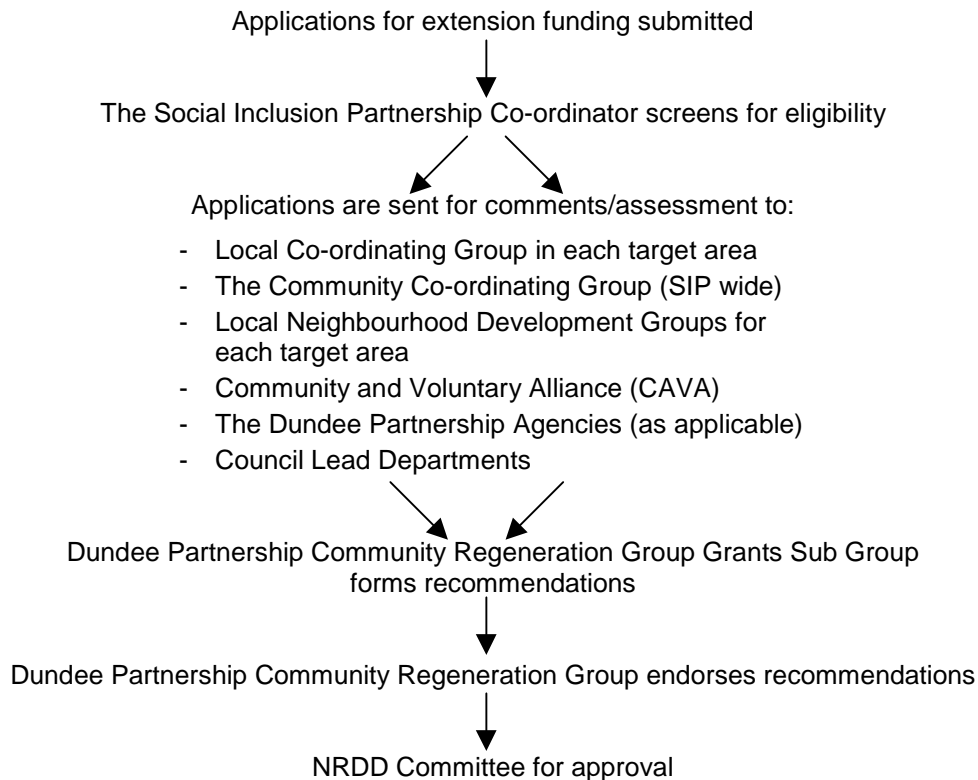 Applications for extension funding submitted
The Social Inclusion Partnership Co-ordinator screens for eligibility
Applications are sent for comments/assessment to:
- Local Co-ordinating Group in each target area
- The Community Co-ordinating Group (SIP wide)
- Local Neighbourhood Development Groups for
each target area
- Community and Voluntary Alliance (CAVA)
- The Dundee Partnership Agencies (as applicable)
- Council Lead Departments
Dundee Partnership Community Regeneration Group Grants Sub Group
forms recommendations
Dundee Partnership Community Regeneration Group endorses recommendations
NRDD Committee for approval